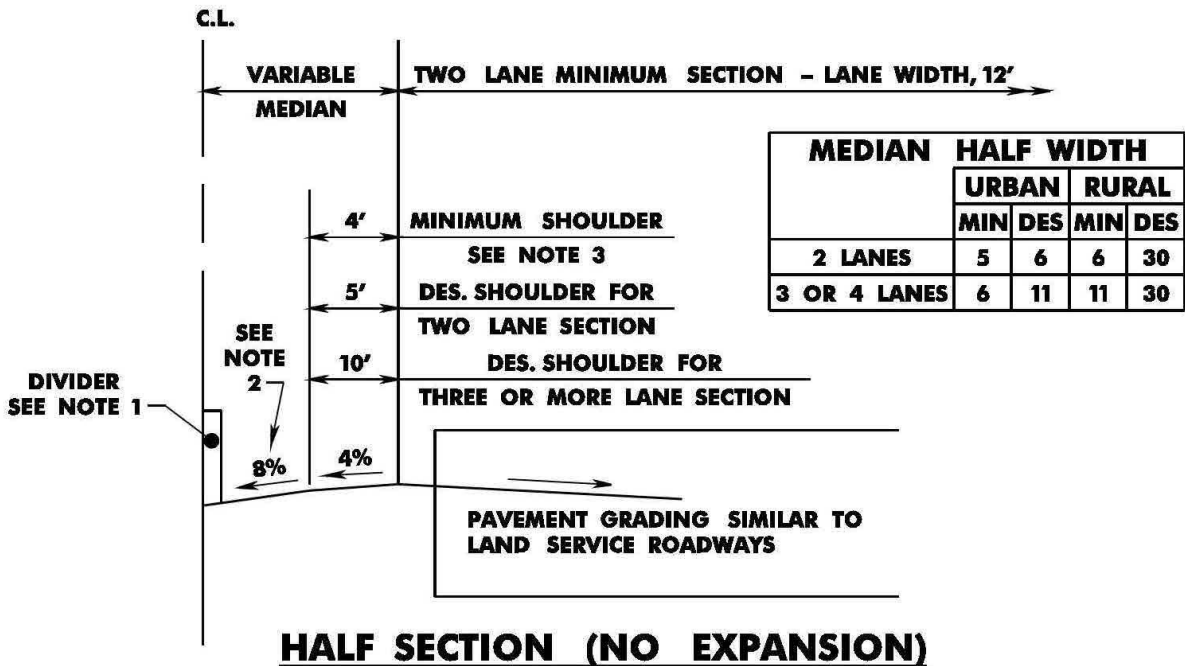 C.L.
VARIABLE
MEDIAN
TWO LANE MINIMUM SECTION - LANE WIDTH, 12'
MEDIAN HALF WIDTH
URBAN RURAL
MIN DES MIN DES
2 LANES 5 6 6 30
3 OR 4 LANES 6 11 11 30
4' MINIMUM SHOULDER
SEE NOTE 3
5' DES. SHOULDER FOR
TWO LANE SECTION
10' DES. SHOULDER FOR
THREE OR MORE LANE SECTION
SEE
NOTE
2
DIVIDER
SEE NOTE 1
8%
4%
PAVEMENT GRADING SIMILAR TO
LAND SERVICE ROADWAYS
HALF SECTION (NO EXPANSION)